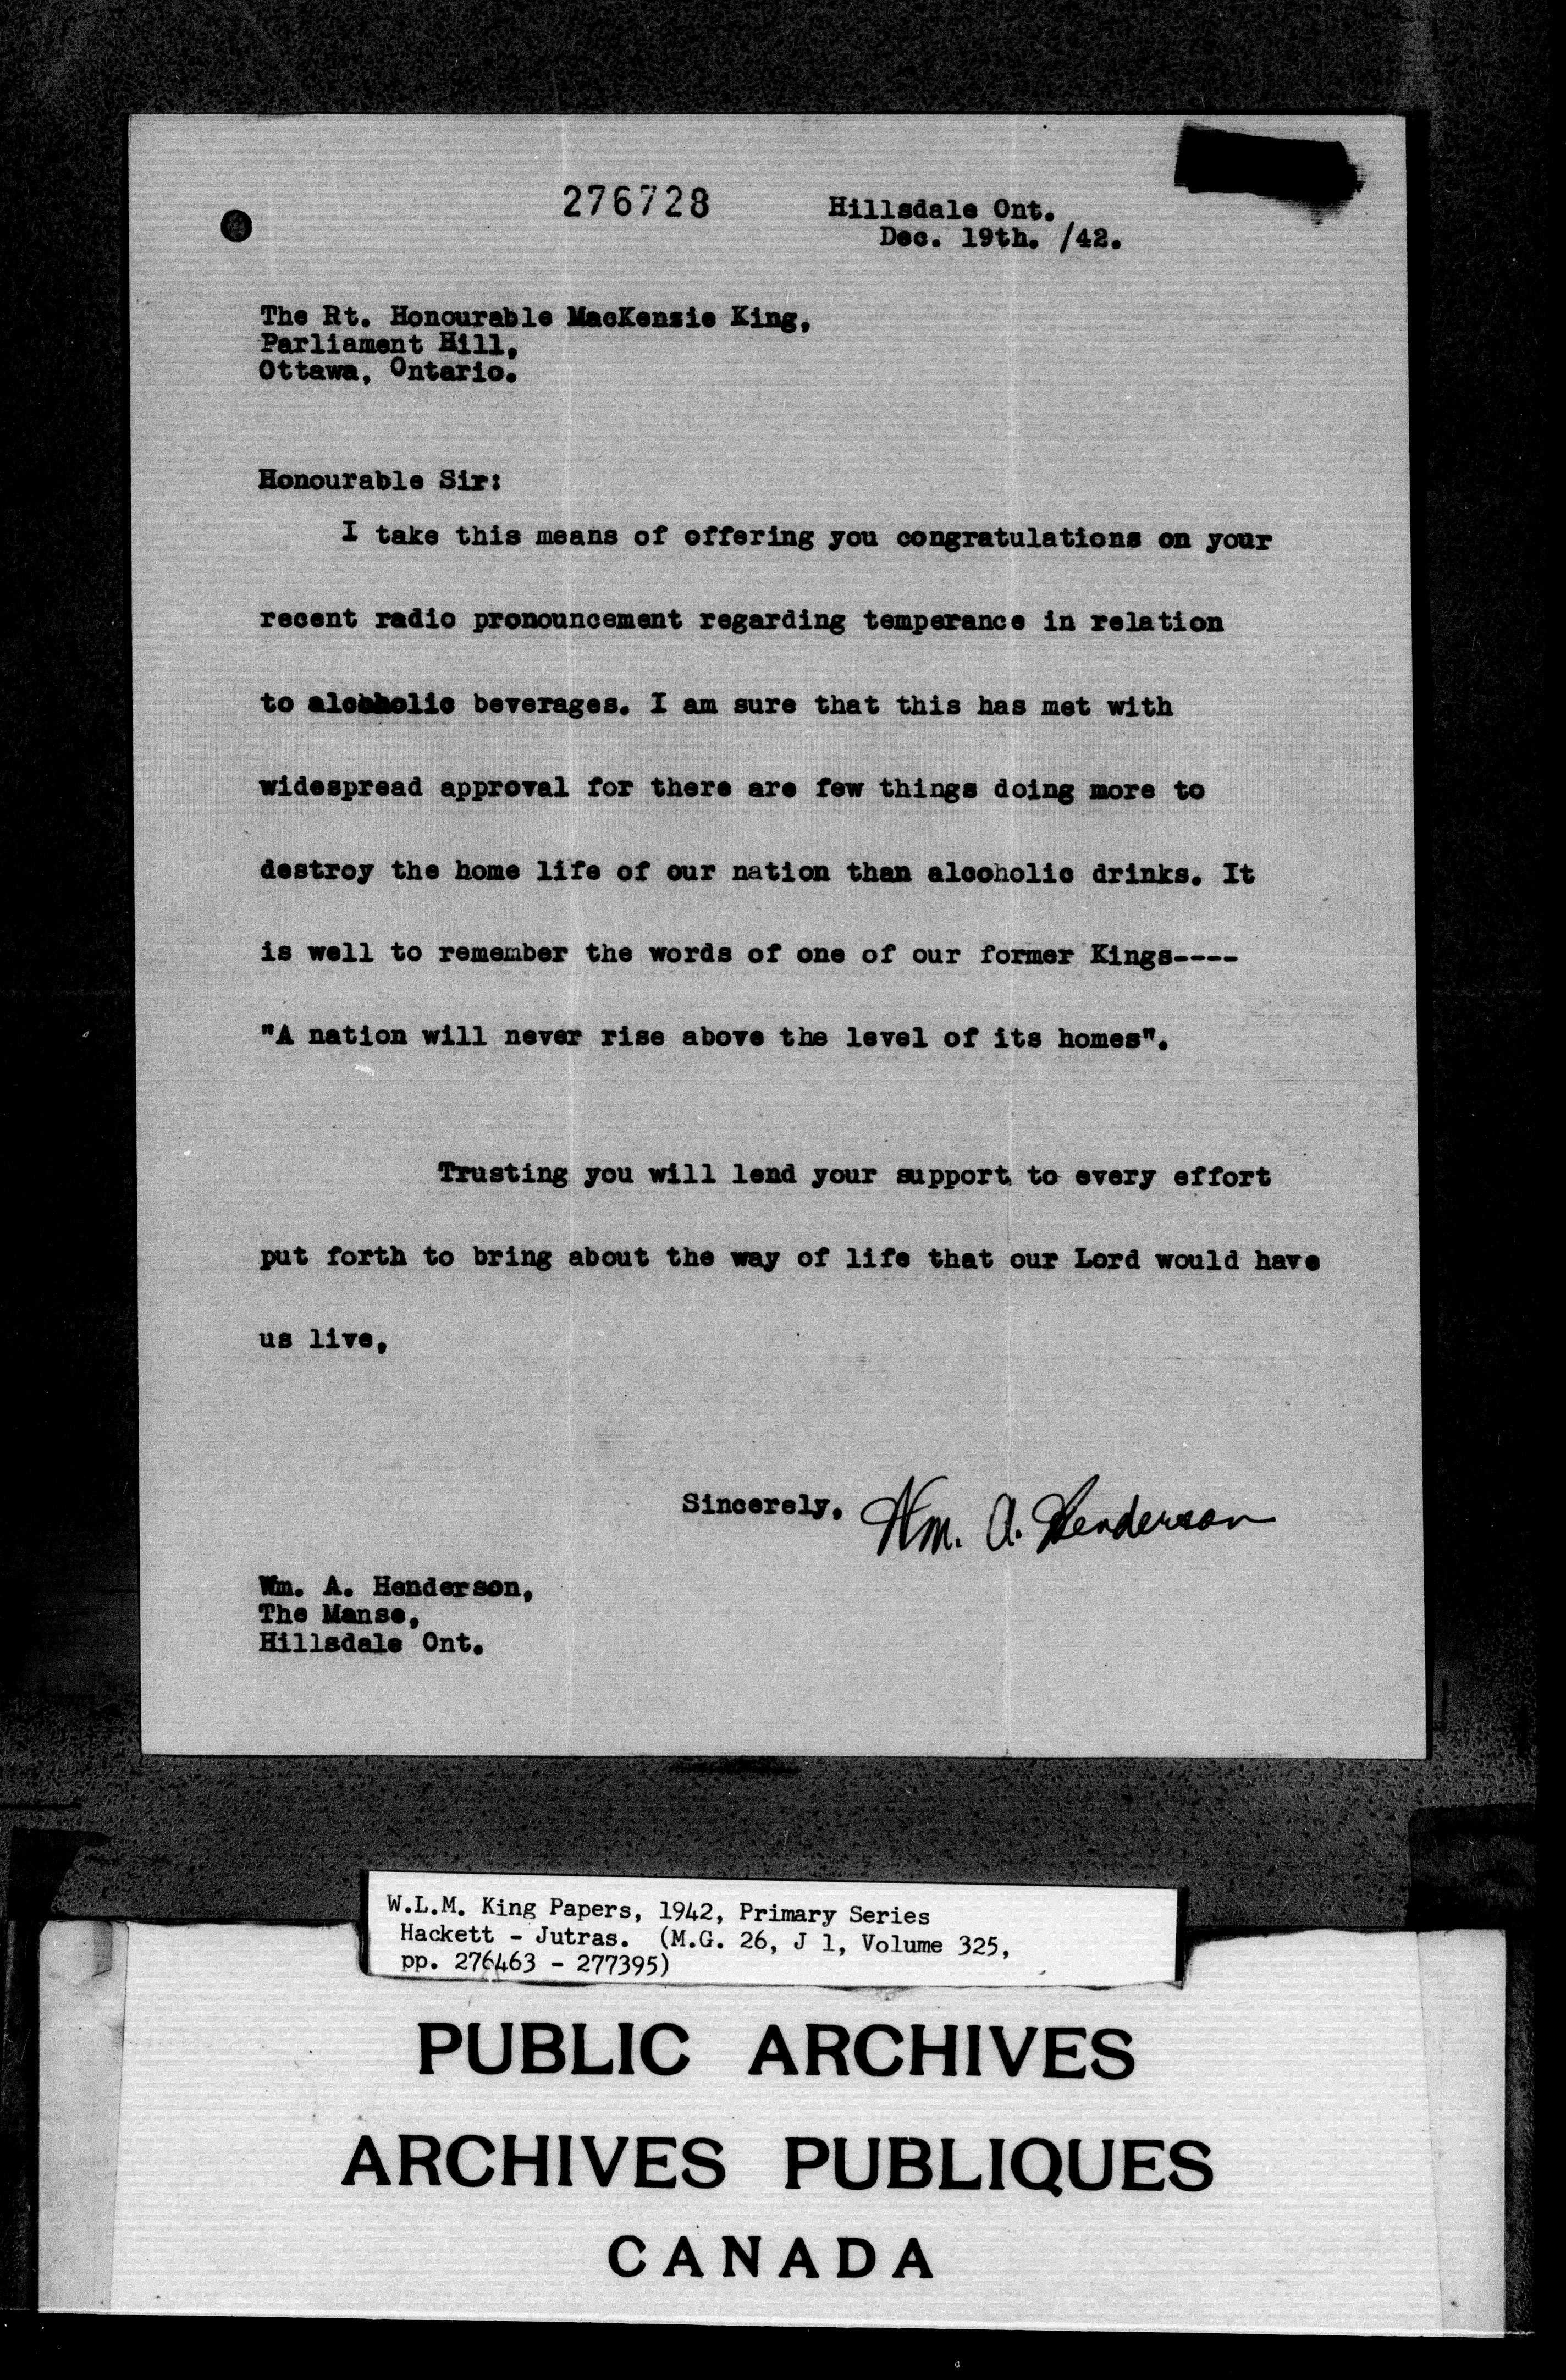 276728
Hillsdale Ont.
Dec. 19th. /42.
The Rt. Honourable MacKenzie King,
Parliament Hill,
Ottawa, Ontario.
Honourable Sir:
I take this means of offering you congratulations on your
recent radio pronouncement regarding temperance in relation
to alcoholic beverages. I am sure that this has met with
widespread approval for there are few things doing more to
destroy the home life of our nation than alcoholic drinks. It
is well to remember the words of one of our former Kings----
"A nation will never rise above the level of its homes".
Trusting you will lend your support to every effort
put forth to bring about the way of life that our Lord would have
us live,
Sincerely, Wm. A. Henderson
Wm. A. Henderson,
The Manse,
Hillsdale Ont.
W.L.M. King Papers, 1942, Primary Series
Hackett - Jutras. (M.G. 26, J 1, Volume 325,
pp. 276463 - 277395)
PUBLIC ARCHIVES
ARCHIVES PUBLIQUES
CANADA